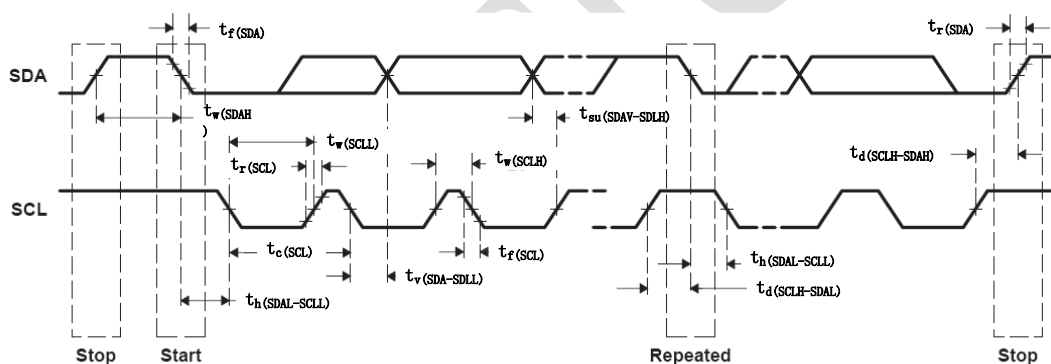 tf(SDA)
tr(SDA)
SDA
tw(SDAH
)
tsu(SDAV-SDLH)
tw(SCLL)
tr(SCL)
tw(SCLH)
td(SCLH-SDAH)
SCL
tc(SCL)
tf(SCL)
tv(SDA-SDLL)
th(SDAL-SCLL)
th(SDAL-SCLL)
td(SCLH-SDAL)
Stop
Start
Repeated
Stop